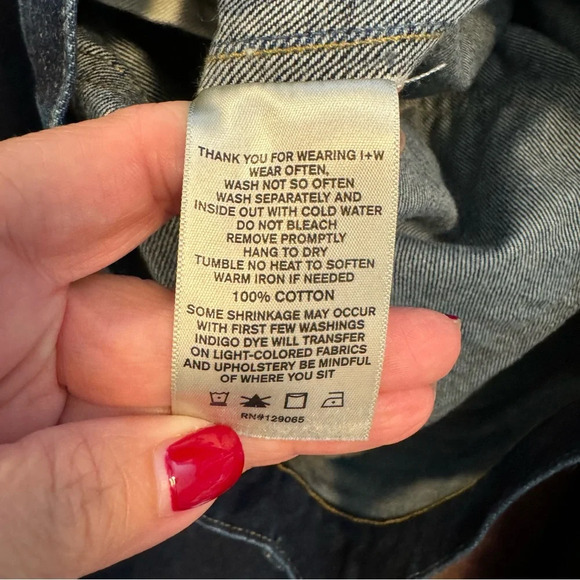 THANK YOU FOR WEARING I+W
WEAR OFTEN,
WASH NOT SO OFTEN
WASH SEPARATELY AND
INSIDE OUT WITH COLD WATER
DO NOT BLEACH
REMOVE PROMPTLY
HANG TO DRY
TUMBLE NO HEAT TO SOFTEN
WARM IRON IF NEEDED
100% COTTON
SOME SHRINKAGE MAY OCCUR
WITH FIRST FEW WASHINGS
INDIGO DYE WILL TRANSFER
ON LIGHT-COLORED FABRICS
AND UPHOLSTERY BE MINDFUL
OF WHERE YOU SIT
RN#129065